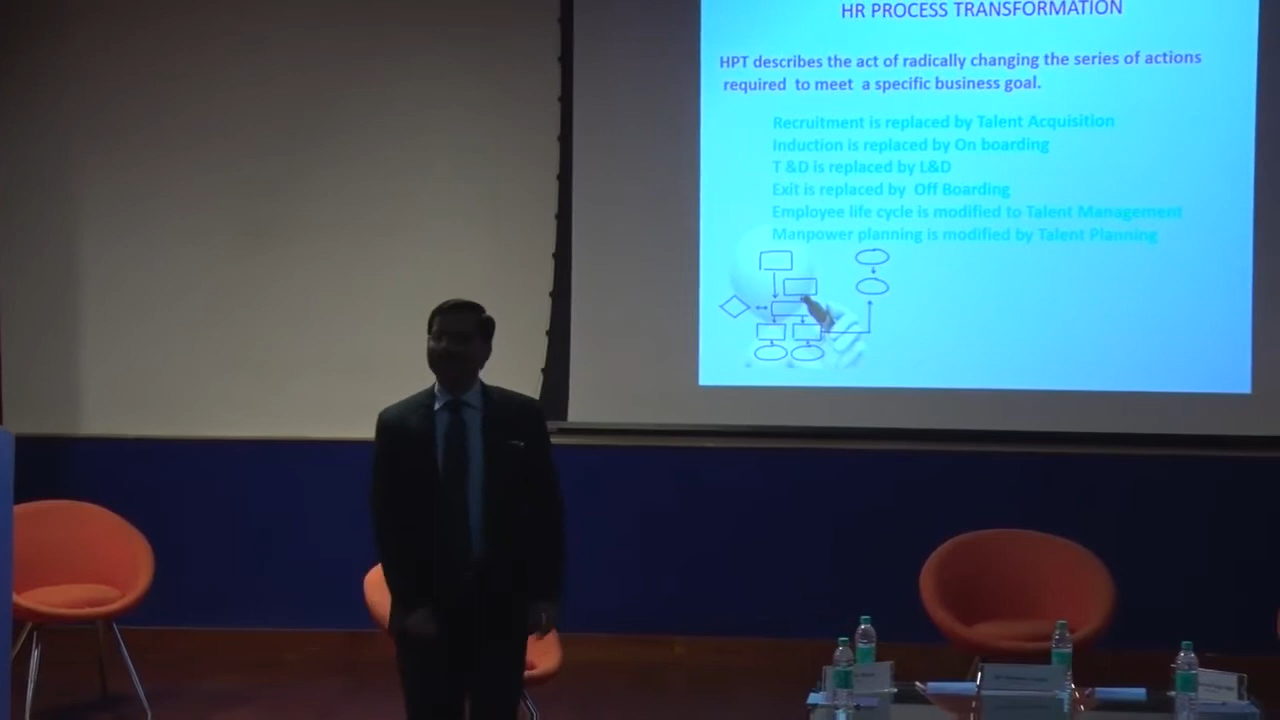 HR PROCESS TRANSFORMATION
HPT describes the act of radically changing the series of actions
required to meet a specific business goal.
Recruitment is replaced by Talent Acquisition
Induction is replaced by On boarding
T &D is replaced by L&D
Exit is replaced by Off Boarding
Employee life cycle is modified to Talent Management
Manpower planning is modified by Talent Planning